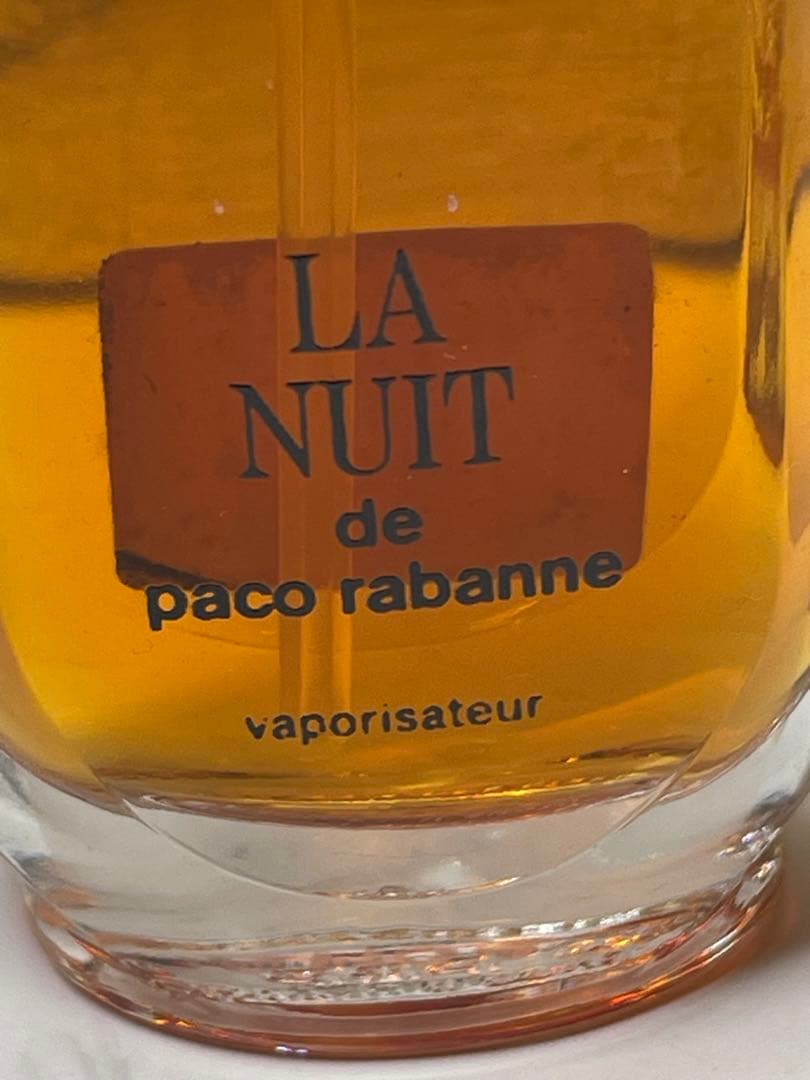 LA
NUIT
de
paco rabanne
vaporisateur